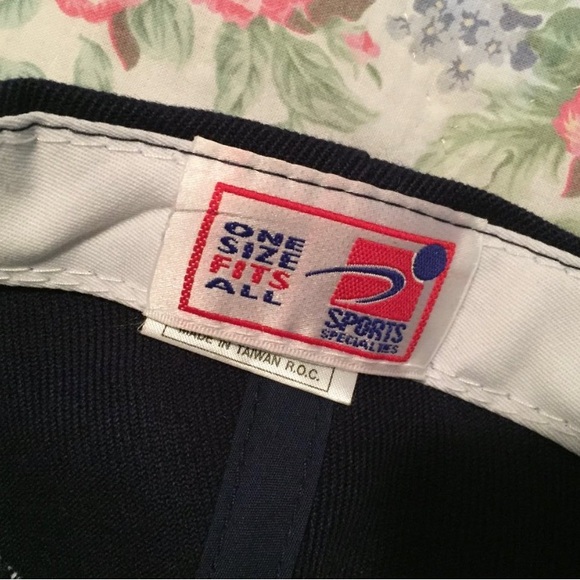 ONE
SIZE
FITS
ALL
SPORTS
SPECIALTIES
MADE IN TAIWAN R.O.C.